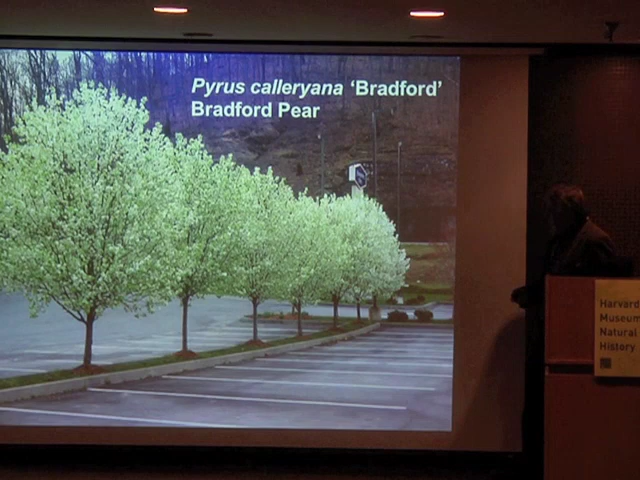 Pyrus calleryana ‘Bradford’
Bradford Pear
Harvard
Museum
Natural
History